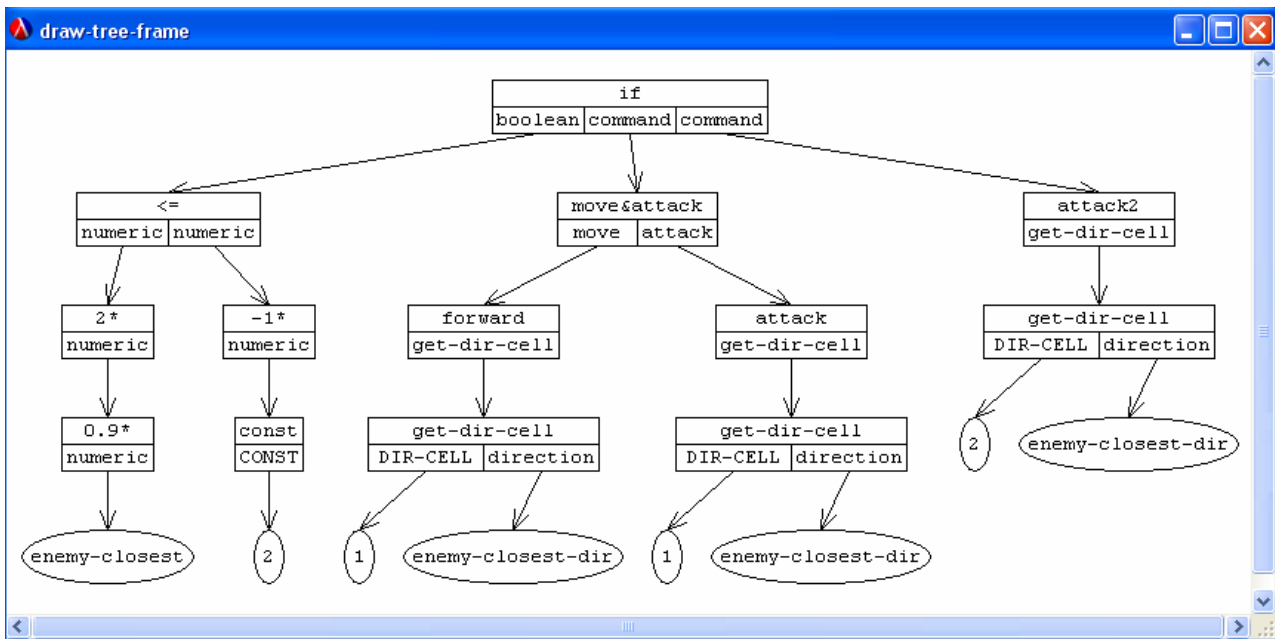 draw-tree-frame
if
boolean command command
<= move&attack attack2
numeric numeric move attack get-dir-cell
2* -1* forward attack get-dir-cell
numeric numeric get-dir-cell get-dir-cell DIR-CELL direction
0.9* const get-dir-cell get-dir-cell 2 enemy-closest-dir
numeric CONST DIR-CELL direction DIR-CELL direction
enemy-closest 2 1 enemy-closest-dir 1 enemy-closest-dir